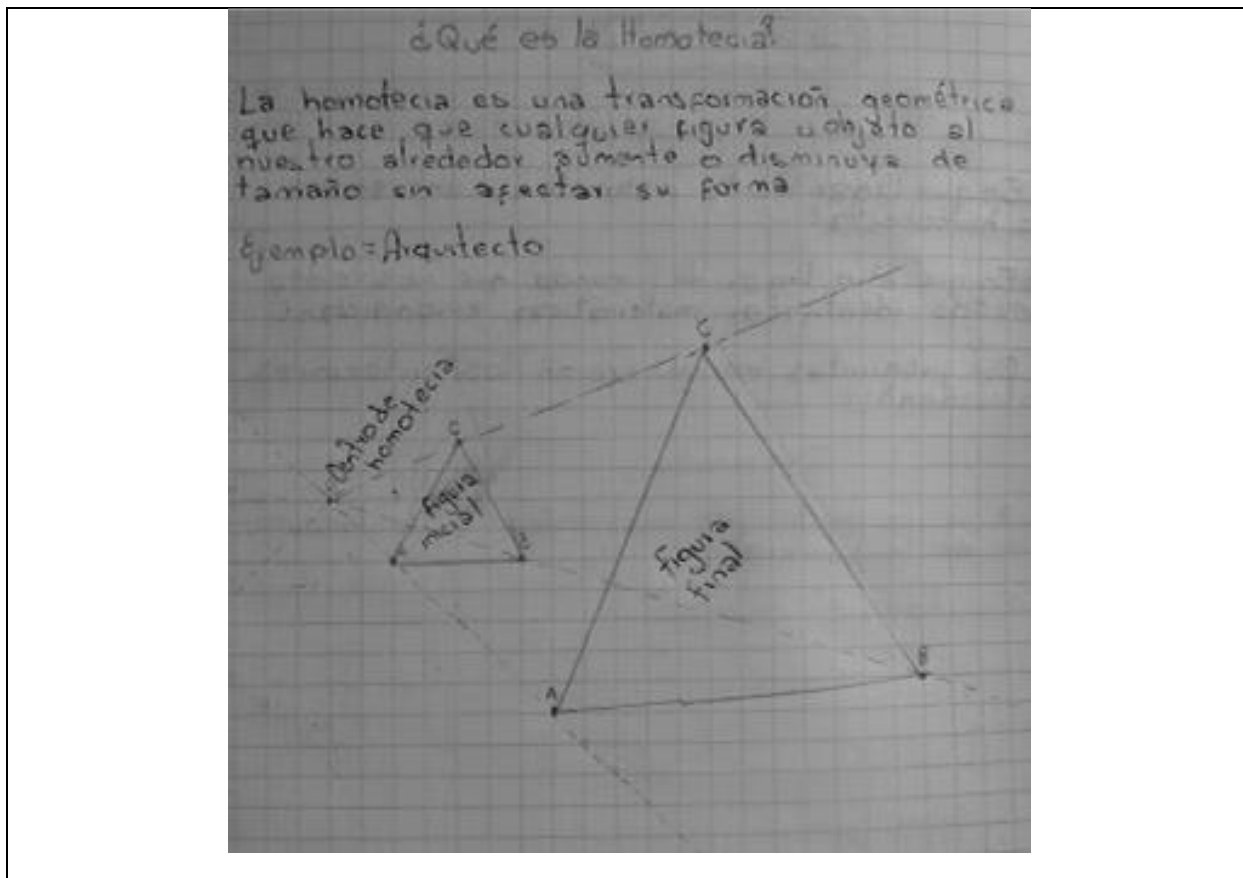 ¿Qué es la Homotecia?
La homotecia es una transformación geométrica
que hace que cualquier figura u objeto al
nuestro alrededor aumente o disminuya de
tamaño sin afectar su forma
Ejemplo = Arquitecto
Centro de
homotecia
C
C
Figura
inicial
Figura
final
A
B